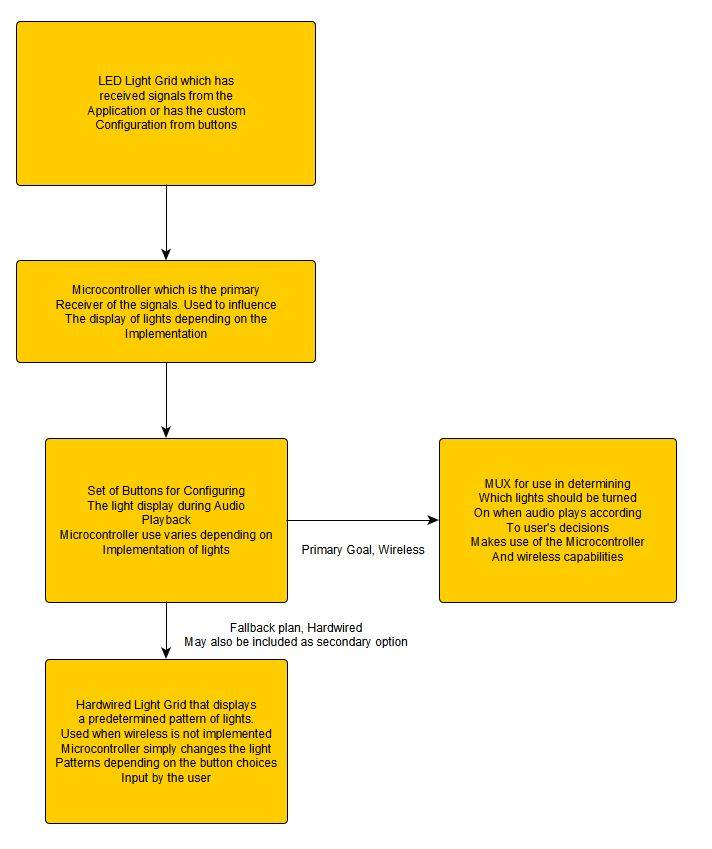 LED Light Grid which has
received signals from the
Application or has the custom
Configuration from buttons
Microcontroller which is the primary
Receiver of the signals. Used to influence
The display of lights depending on the
Implementation
Set of Buttons for Configuring
The light display during Audio
Playback
Microcontroller use varies depending on
Implementation of lights
Primary Goal, Wireless
MUX for use in determining
Which lights should be turned
On when audio plays according
To user's decisions
Makes use of the Microcontroller
And wireless capabilities
Fallback plan, Hardwired
May also be included as secondary option
Hardwired Light Grid that displays
a predetermined pattern of lights.
Used when wireless is not implemented
Microcontroller simply changes the light
Patterns depending on the button choices
Input by the user